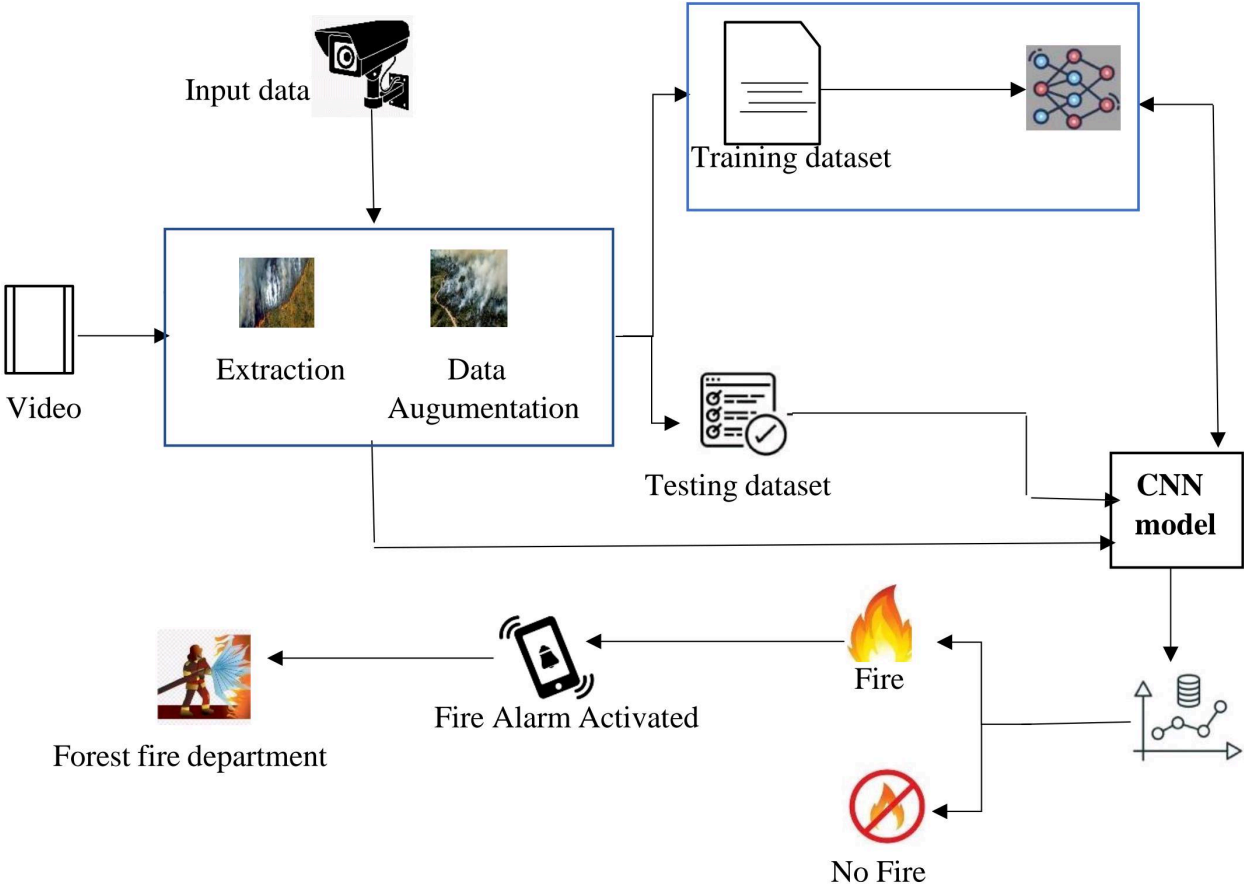 Input data
Training dataset
Extraction
Data
Augumentation
Video
Testing dataset
CNN
model
Fire
Fire Alarm Activated
Forest fire department
No Fire